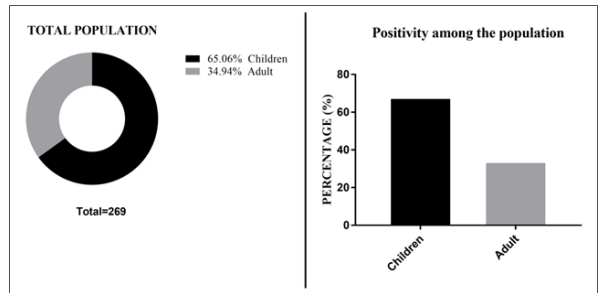 TOTAL POPULATION
65.06% Children
34.94% Adult
Total=269
Positivity among the population
PERCENTAGE (%)
80
60
40
20
0
Children
Adult